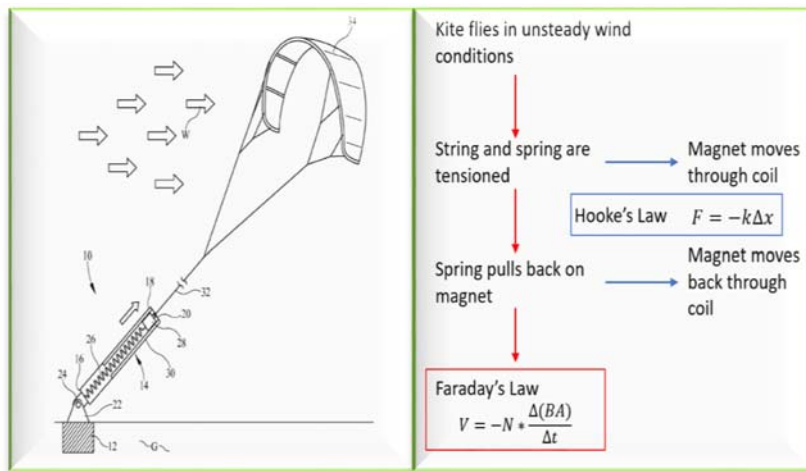 34
W
10
18
32
20
28
26
30
16
14
24
22
12
G
Kite flies in unsteady wind
conditions
String and spring are
tensioned
Magnet moves
through coil
Hooke's Law F = −kΔx
Spring pulls back on
magnet
Magnet moves
back through
coil
Faraday's Law
V = −N * Δ(BA)/Δt